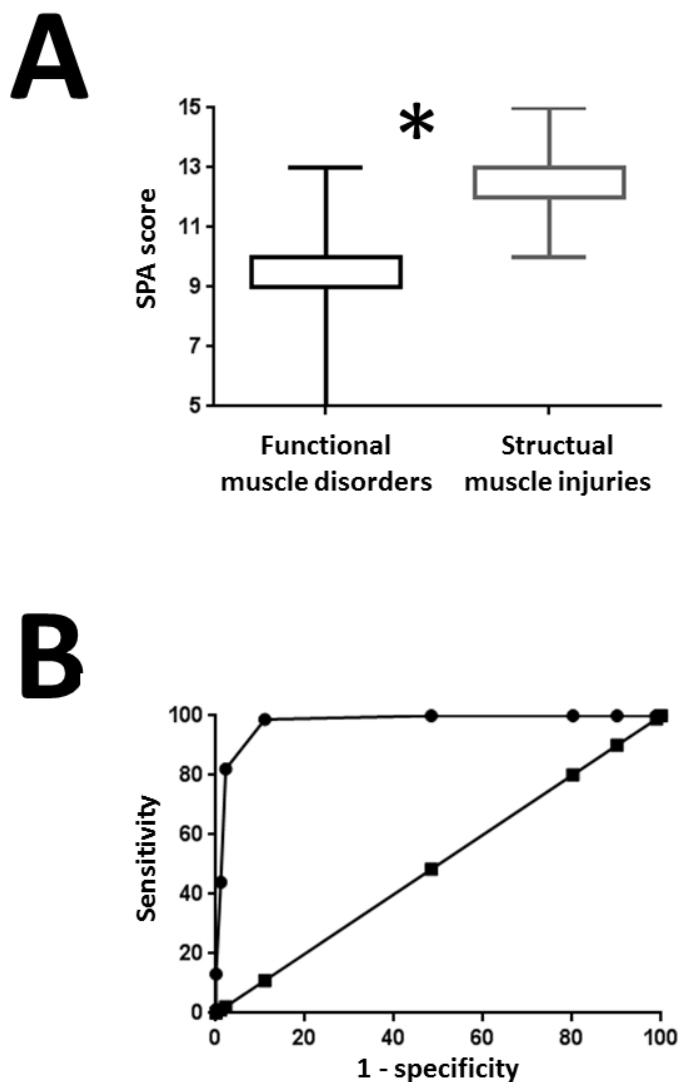 A
15
*
13
11
9
7
5
SPA score
Functional
muscle disorders
Structual
muscle injuries
B
100
80
60
40
20
0
Sensitivity
0 20 40 60 80 100
1 - specificity